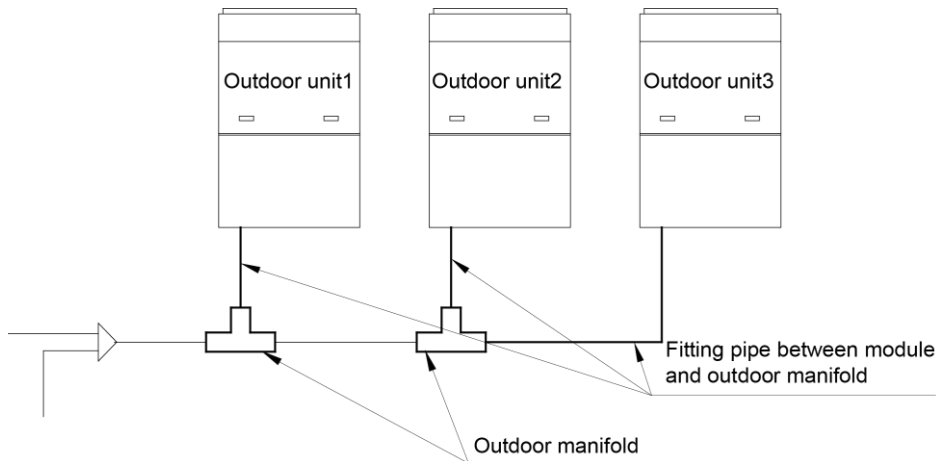 Outdoor unit1
Outdoor unit2
Outdoor unit3
Fitting pipe between module
and outdoor manifold
Outdoor manifold